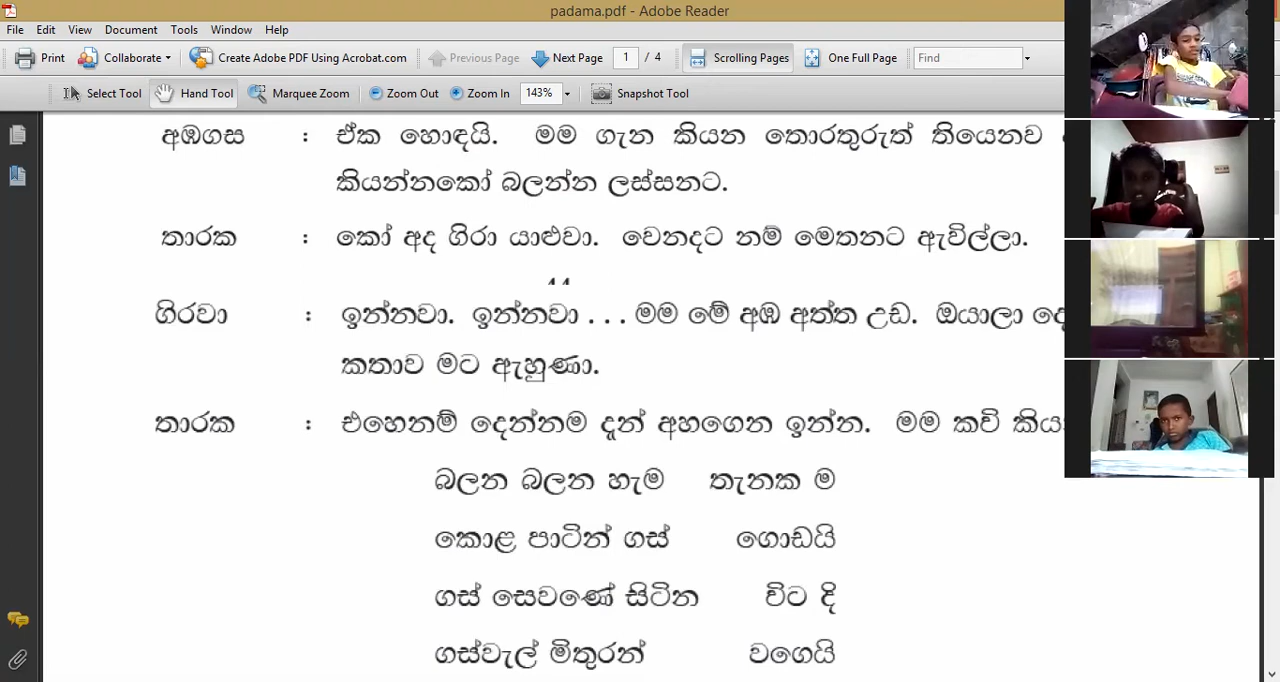 padama.pdf - Adobe Reader
File Edit View Document Tools Window Help
Print Collaborate Create Adobe PDF Using Acrobat.com Previous Page Next Page 1 / 4 Scrolling Pages One Full Page Find
Select Tool Hand Tool Marquee Zoom Zoom Out Zoom In 143% Snapshot Tool
අඹගස : ඒක හොඳයි. මම ගැන කියන තොරතුරුත් තියෙනව
කියන්නකෝ බලන්න ලස්සනට.
තාරක : කෝ අද ගිරා යාළුවා. වෙනදට නම් මෙතනට ඇවිල්ලා.
ගිරවා : ඉන්නවා. ඉන්නවා . . . මම මේ අඹ අත්ත උඩ. ඔයාලා
කතාව මට ඇහුණා.
තාරක : එහෙනම් දෙන්නම දැන් අහගෙන ඉන්න. මම කවි
බලන බලන හැම තැනක ම
කොළ පාටින් ගස් ගොඩයි
ගස් සෙවණේ සිටින විට දි
ගස්වැල් මිතුරන් වගෙයි